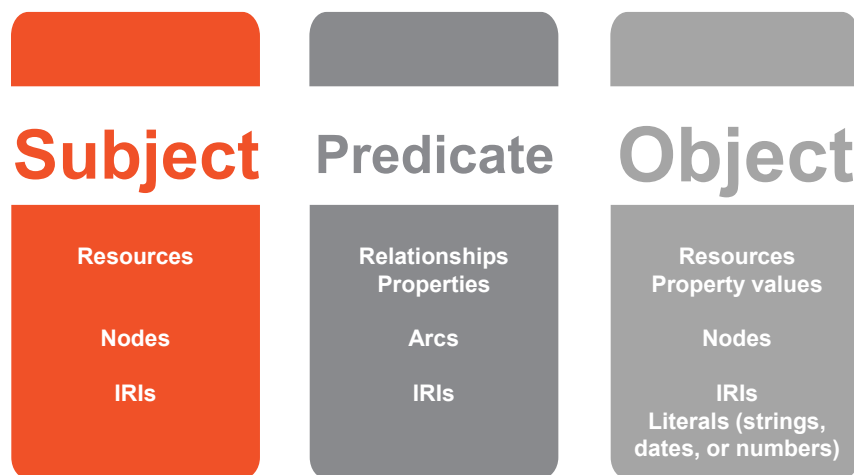 Subject
Resources
Nodes
IRIs
Predicate
Relationships
Properties
Arcs
IRIs
Object
Resources
Property values
Nodes
IRIs
Literals (strings,
dates, or numbers)